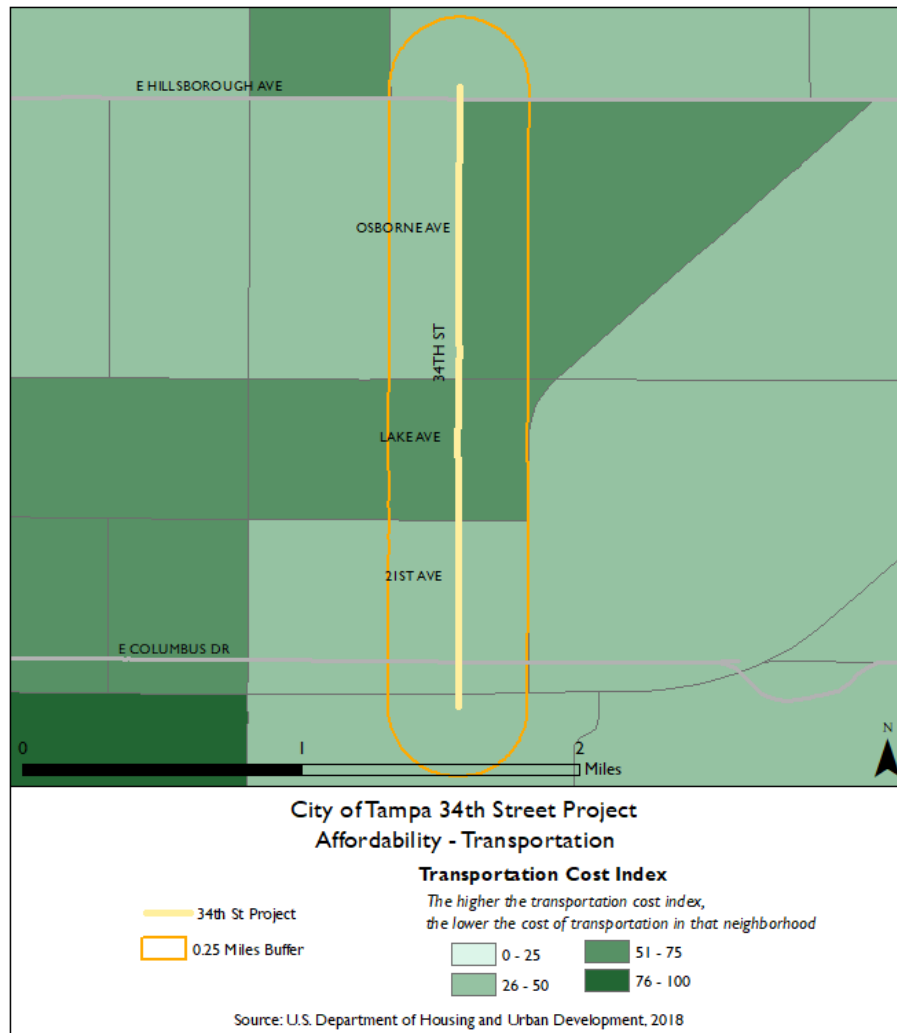 E HILLSBOROUGH AVE
OSBORNE AVE
34TH ST
LAKE AVE
21ST AVE
E COLUMBUS DR
0 1 2 Miles
N
City of Tampa 34th Street Project
Affordability - Transportation
Transportation Cost Index
The higher the transportation cost index,
the lower the cost of transportation in that neighborhood
34th St Project
0.25 Miles Buffer
0 - 25
51 - 75
26 - 50
76 - 100
Source: U.S. Department of Housing and Urban Development, 2018